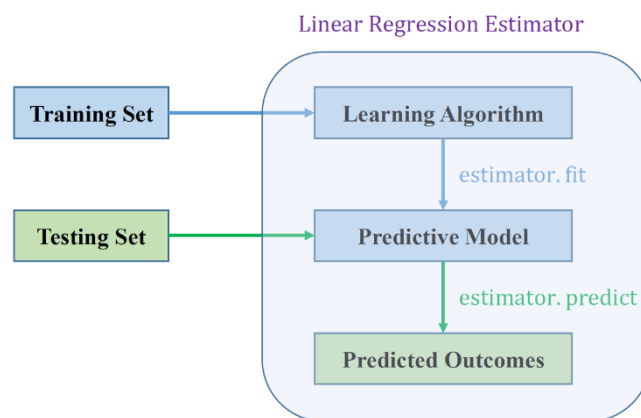 Linear Regression Estimator
Training Set
Learning Algorithm
estimator. fit
Testing Set
Predictive Model
estimator. predict
Predicted Outcomes